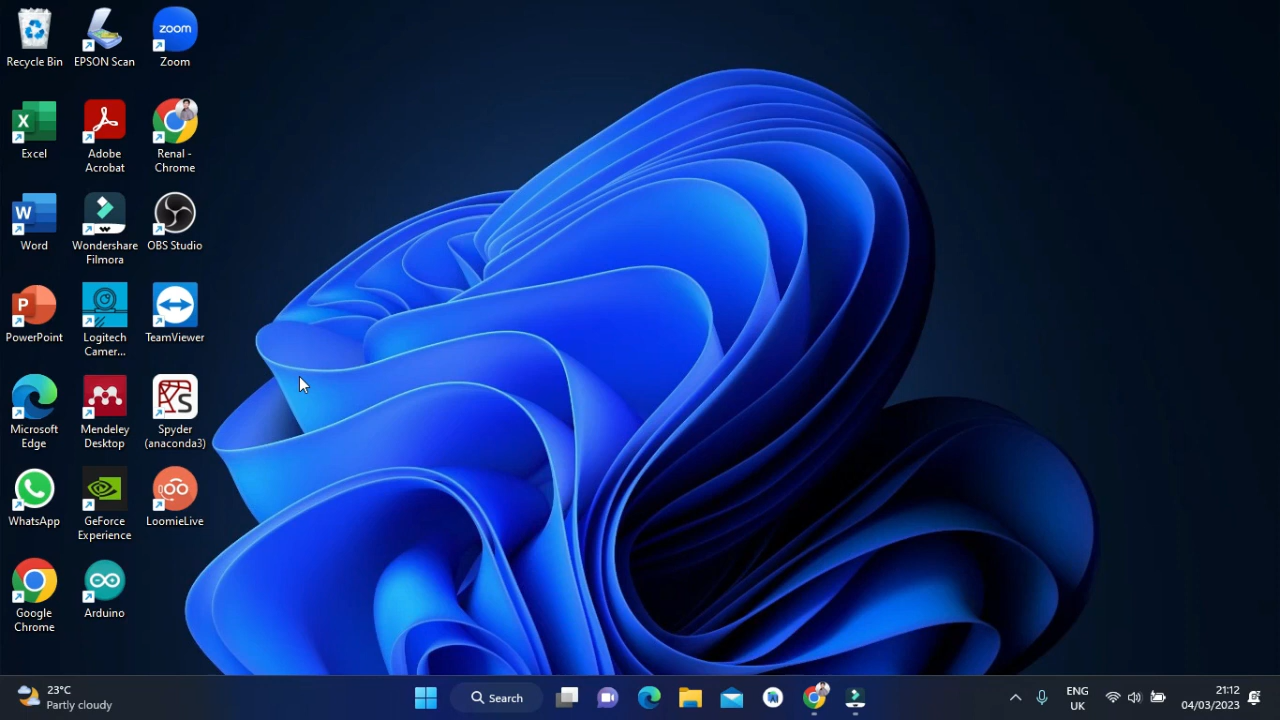 zoom
Recycle Bin
EPSON Scan
Zoom
X
Excel
Adobe
Acrobat
Renal -
Chrome
W
Word
Wondershare
Filmora
OBS Studio
P
PowerPoint
Logitech
Camer...
TeamViewer
Microsoft
Edge
Mendeley
Desktop
S
Spyder
(anaconda3)
WhatsApp
GeForce
Experience
LoomieLive
Google
Chrome
Arduino
23°C
Partly cloudy
Search
ENG
UK
21:12
04/03/2023